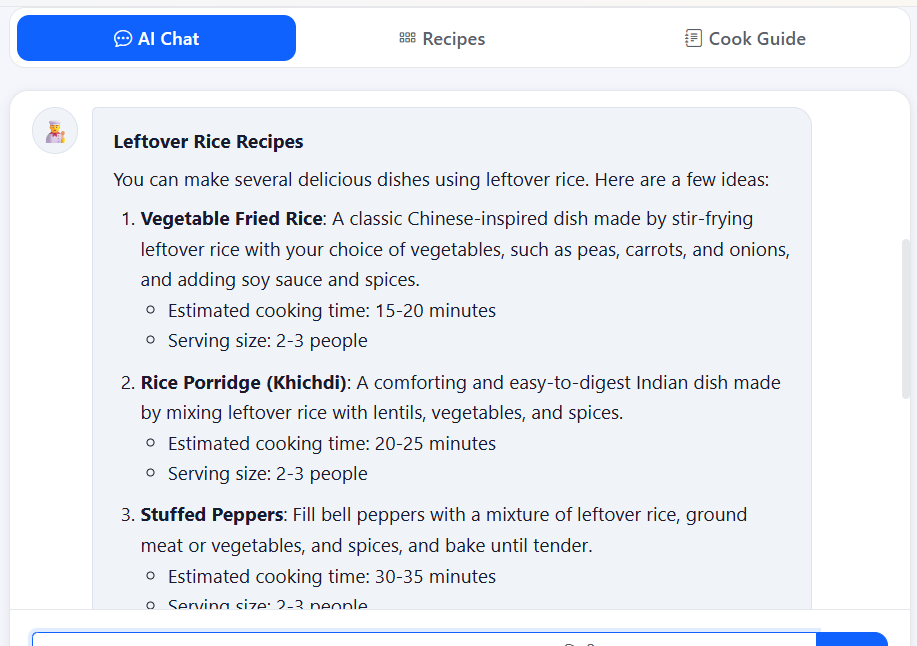 AI Chat
Recipes
Cook Guide
Leftover Rice Recipes
You can make several delicious dishes using leftover rice. Here are a few ideas:
1. Vegetable Fried Rice: A classic Chinese-inspired dish made by stir-frying
leftover rice with your choice of vegetables, such as peas, carrots, and onions,
and adding soy sauce and spices.
Estimated cooking time: 15-20 minutes
Serving size: 2-3 people
2. Rice Porridge (Khichdi): A comforting and easy-to-digest Indian dish made
by mixing leftover rice with lentils, vegetables, and spices.
Estimated cooking time: 20-25 minutes
Serving size: 2-3 people
3. Stuffed Peppers: Fill bell peppers with a mixture of leftover rice, ground
meat or vegetables, and spices, and bake until tender.
Estimated cooking time: 30-35 minutes
Serving size: 2-3 people